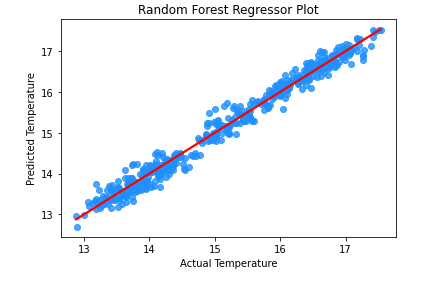 Random Forest Regressor Plot
Predicted Temperature
17
16
15
14
13
13 14 15 16 17
Actual Temperature